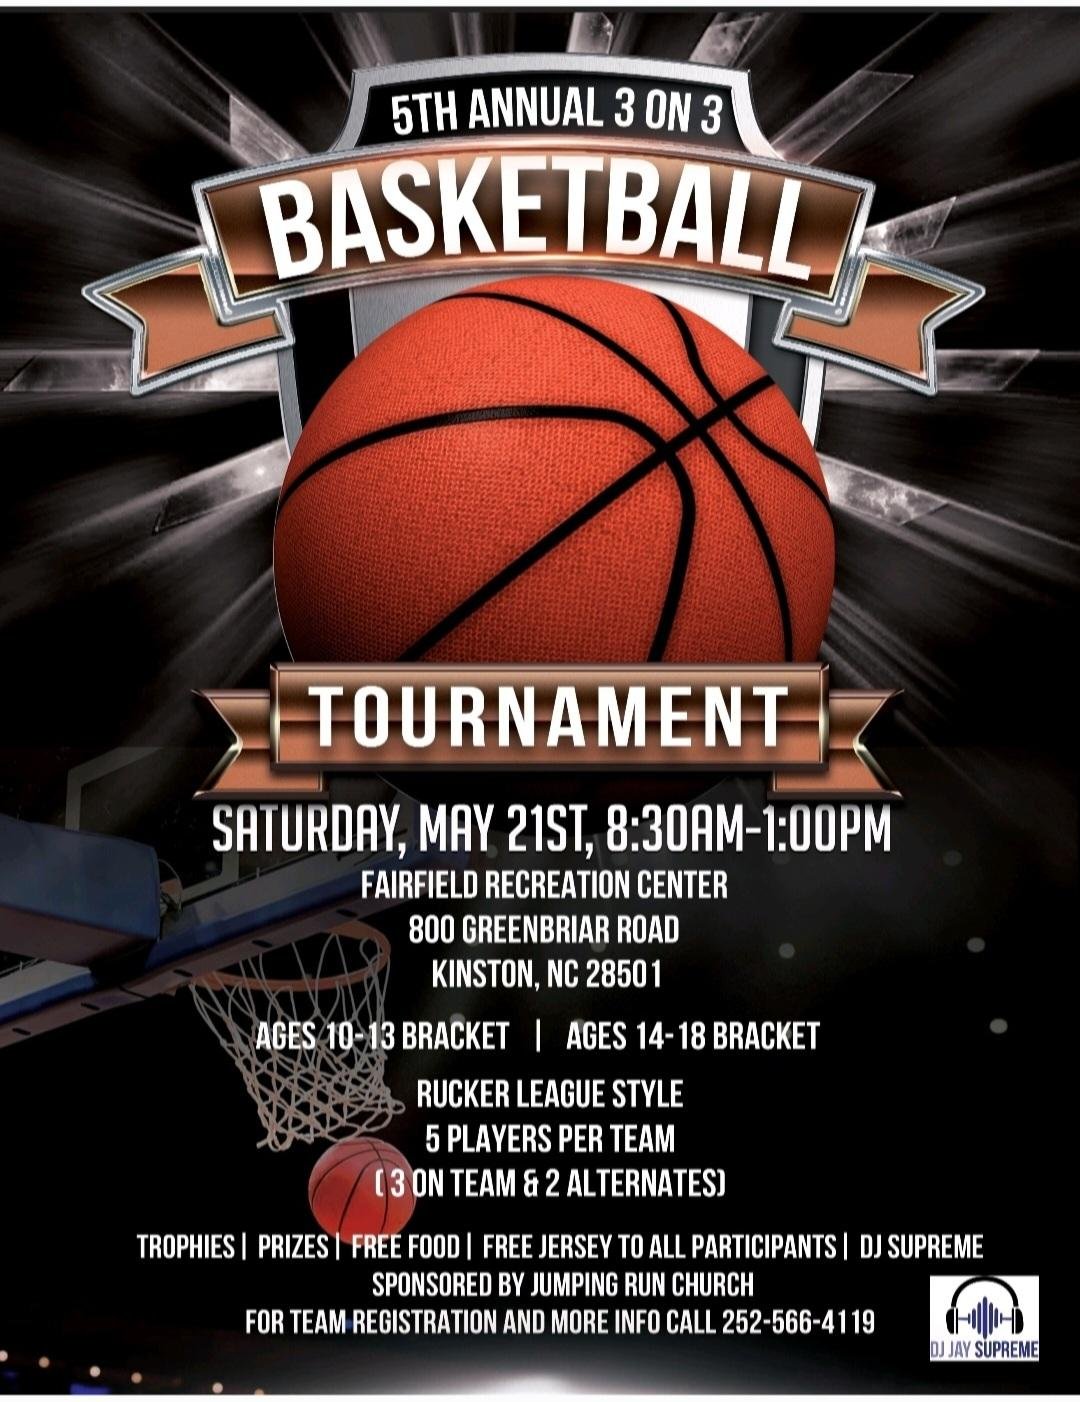 5TH ANNUAL 3 ON 3
BASKETBALL
TOURNAMENT
SATURDAY, MAY 21ST, 8:30AM-1:00PM
FAIRFIELD RECREATION CENTER
800 GREENBRIAR ROAD
KINSTON, NC 28501
AGES 10-13 BRACKET | AGES 14-18 BRACKET
RUCKER LEAGUE STYLE
5 PLAYERS PER TEAM
( 3 ON TEAM & 2 ALTERNATES)
TROPHIES | PRIZES | FREE FOOD | FREE JERSEY TO ALL PARTICIPANTS | DJ SUPREME
SPONSORED BY JUMPING RUN CHURCH
FOR TEAM REGISTRATION AND MORE INFO CALL 252-566-4119
DJ JAY SUPREME